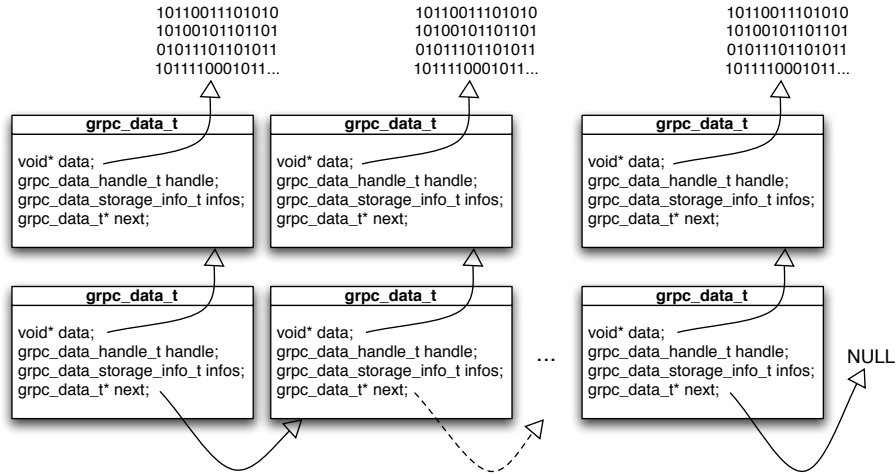 10110011101010
10100101101101
01011101101011
1011110001011...
10110011101010
10100101101101
01011101101011
1011110001011...
10110011101010
10100101101101
01011101101011
1011110001011...
grpc_data_t
void* data;
grpc_data_handle_t handle;
grpc_data_storage_info_t infos;
grpc_data_t* next;
grpc_data_t
void* data;
grpc_data_handle_t handle;
grpc_data_storage_info_t infos;
grpc_data_t* next;
grpc_data_t
void* data;
grpc_data_handle_t handle;
grpc_data_storage_info_t infos;
grpc_data_t* next;
grpc_data_t
void* data;
grpc_data_handle_t handle;
grpc_data_storage_info_t infos;
grpc_data_t* next;
grpc_data_t
void* data;
grpc_data_handle_t handle;
grpc_data_storage_info_t infos;
grpc_data_t* next;
...
grpc_data_t
void* data;
grpc_data_handle_t handle;
grpc_data_storage_info_t infos;
grpc_data_t* next;
NULL